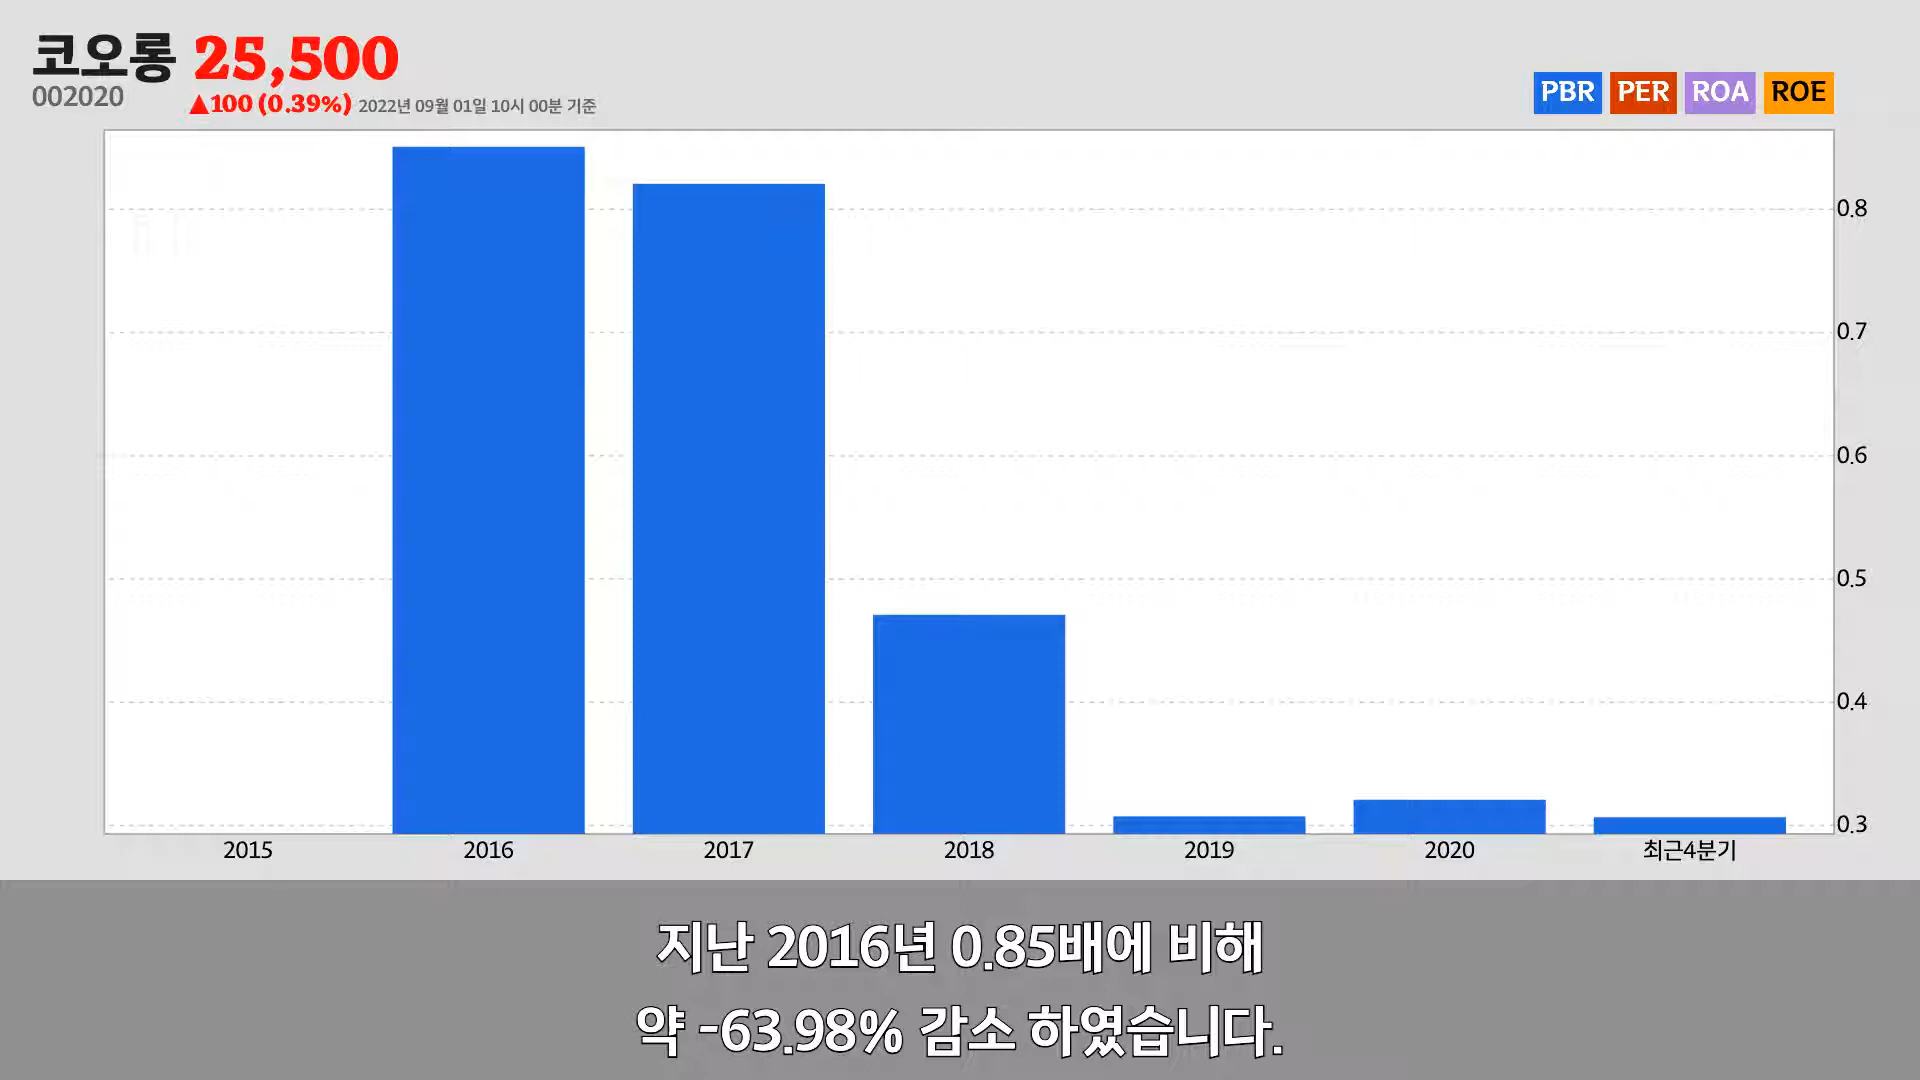 코오롱 25,500
002020
▲100 (0.39%) 2022년 09월 01일 10시 00분 기준
PBR PER ROA ROE
0.8
0.7
0.6
0.5
0.4
0.3
2015 2016 2017 2018 2019 2020 최근4분기
지난 2016년 0.85배에 비해
약 -63.98% 감소 하였습니다.